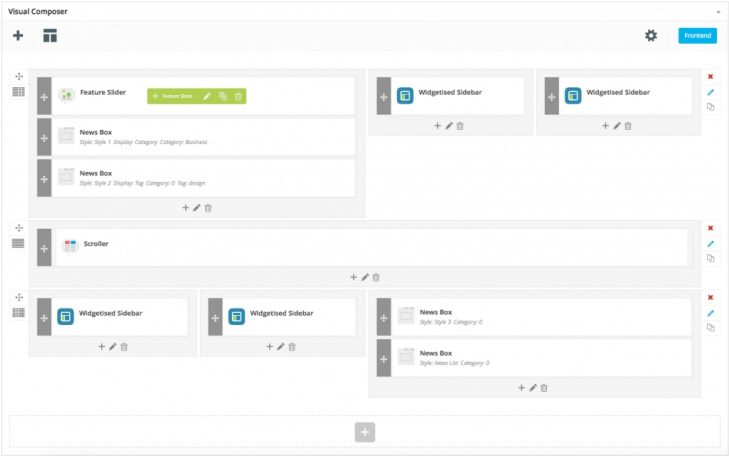 Visual Composer
Frontend
Feature Slider
Feature Slider
Widgetised Sidebar
Widgetised Sidebar
News Box
Style: Style 1 Display: Category Category: Business
News Box
Style: Style 2 Display: Tag Category: 0 Tag: design
Scroller
Widgetised Sidebar
Widgetised Sidebar
News Box
Style: Style 3 Category: 0
News Box
Style: News List Category: 0